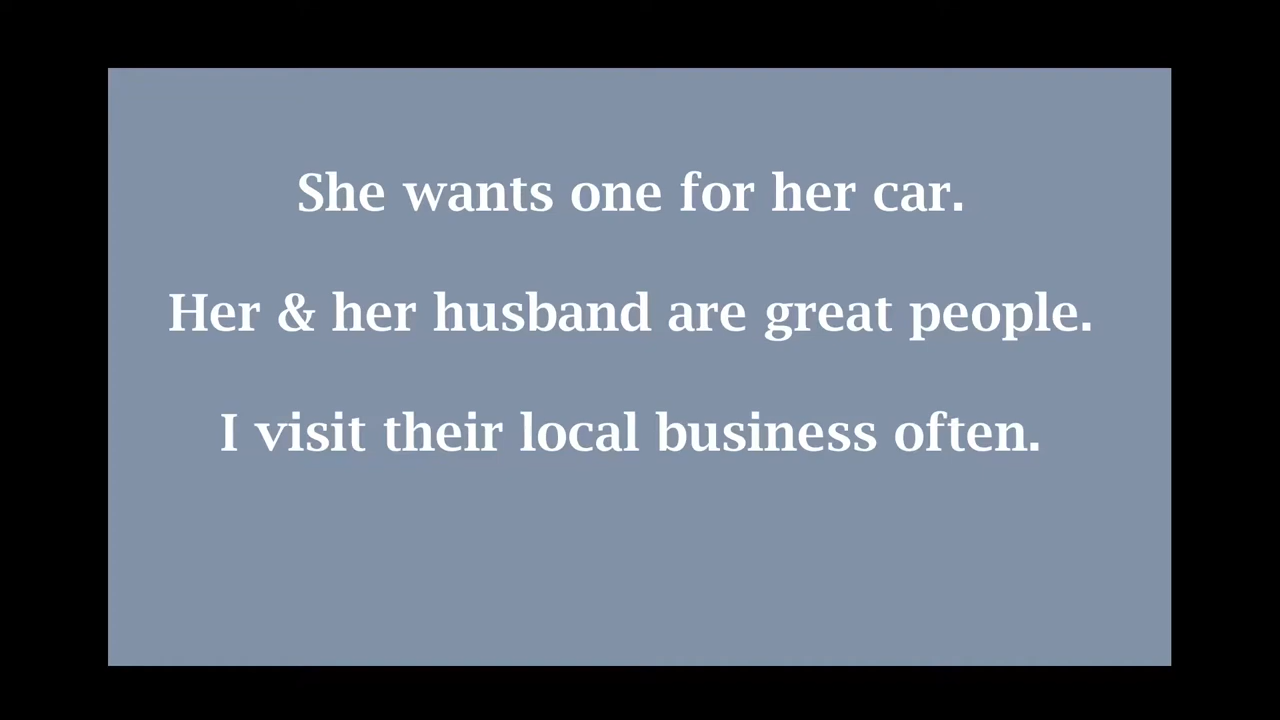 She wants one for her car.
Her & her husband are great people.
I visit their local business often.